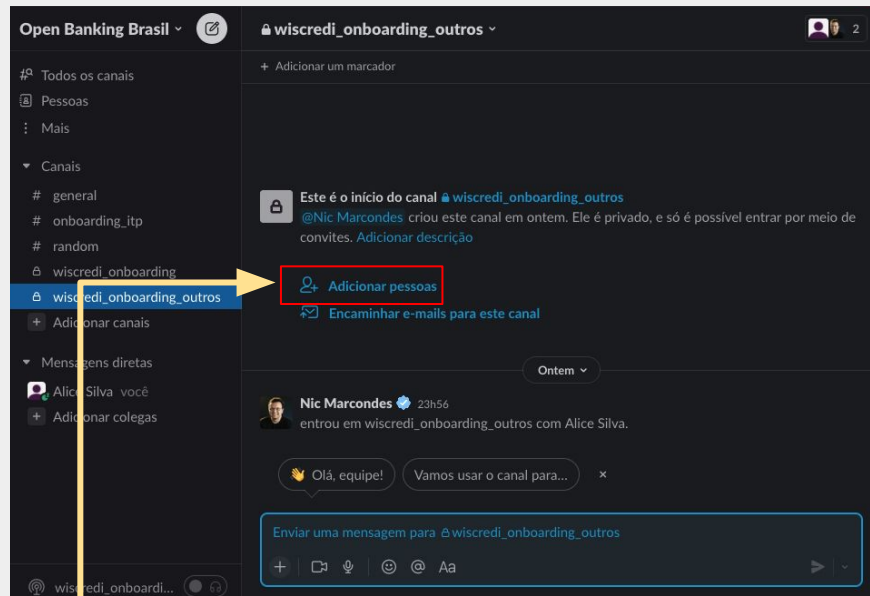 Open Banking Brasil
wiscredi_onboarding_outros
2
+ Adicionar um marcador
Todos os canais
Pessoas
Mais
Canais
# general
# onboarding_itp
# random
wiscredi_onboarding
wiscredi_onboarding_outros
+ Adicionar canais
Mensagens diretas
Alice Silva você
+ Adicionar colegas
wiscredi_onboardi...
Este é o início do canal wiscredi_onboarding_outros
@Nic Marcondes criou este canal em ontem. Ele é privado, e só é possível entrar por meio de
convites. Adicionar descrição
Adicionar pessoas
Encaminhar e-mails para este canal
Ontem
Nic Marcondes 23h56
entrou em wiscredi_onboarding_outros com Alice Silva.
👋 Olá, equipe! Vamos usar o canal para... ×
Enviar uma mensagem para wiscredi_onboarding_outros
+ @ Aa